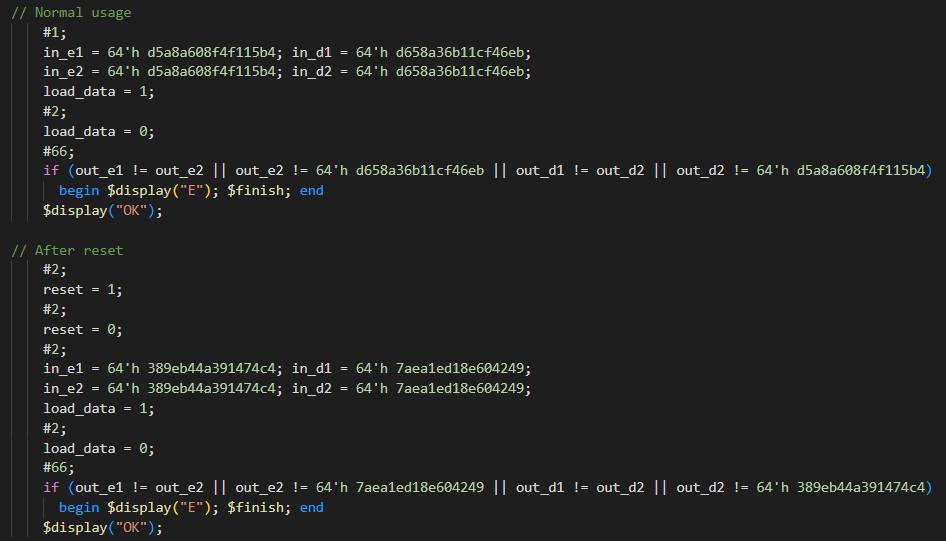 // Normal usage
#1;
in_e1 = 64'h d5a8a608f4f115b4; in_d1 = 64'h d658a36b11cf46eb;
in_e2 = 64'h d5a8a608f4f115b4; in_d2 = 64'h d658a36b11cf46eb;
load_data = 1;
#2;
load_data = 0;
#66;
if (out_e1 != out_e2 || out_e2 != 64'h d658a36b11cf46eb || out_d1 != out_d2 || out_d2 != 64'h d5a8a608f4f115b4)
begin $display("E"); $finish; end
$display("OK");
// After reset
#2;
reset = 1;
#2;
reset = 0;
#2;
in_e1 = 64'h 389eb44a391474c4; in_d1 = 64'h 7aea1ed18e604249;
in_e2 = 64'h 389eb44a391474c4; in_d2 = 64'h 7aea1ed18e604249;
load_data = 1;
#2;
load_data = 0;
#66;
if (out_e1 != out_e2 || out_e2 != 64'h 7aea1ed18e604249 || out_d1 != out_d2 || out_d2 != 64'h 389eb44a391474c4)
begin $display("E"); $finish; end
$display("OK");